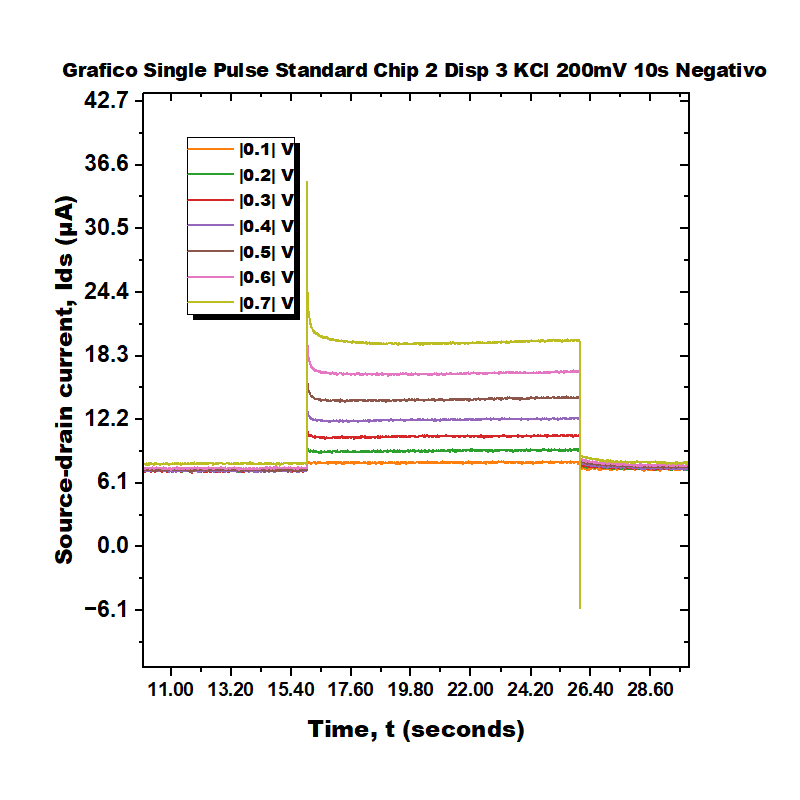 Grafico Single Pulse Standard Chip 2 Disp 3 KCl 200mV 10s Negativo
42.7
36.6
30.5
24.4
18.3
12.2
6.1
0.0
−6.1
Source-drain current, Ids (µA)
|0.1| V
|0.2| V
|0.3| V
|0.4| V
|0.5| V
|0.6| V
|0.7| V
11.00 13.20 15.40 17.60 19.80 22.00 24.20 26.40 28.60
Time, t (seconds)